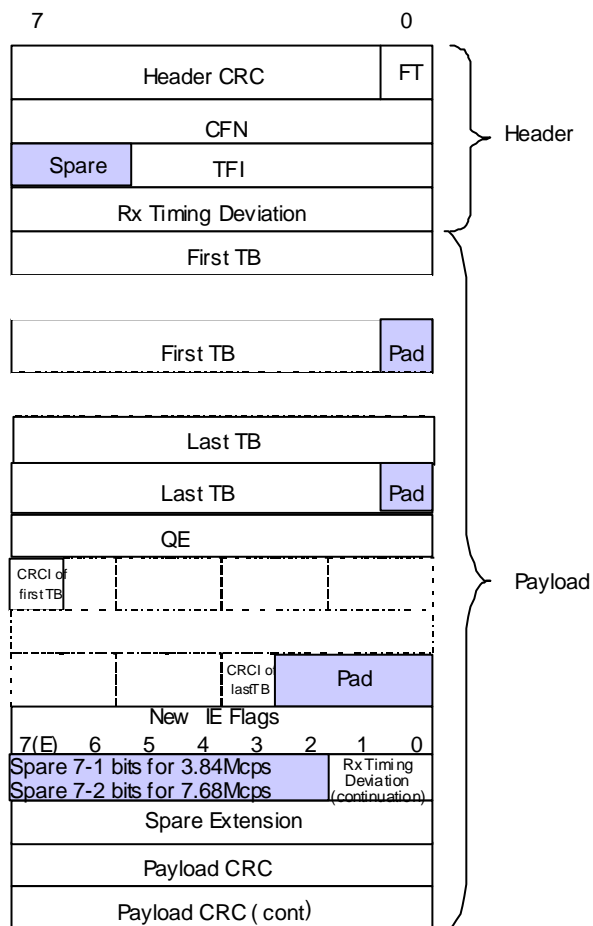 7 0
Header CRC FT
CFN
Spare TFI
Rx Timing Deviation
Header
First TB
First TB Pad
Last TB
Last TB Pad
QE
CRCI of
first TB
Payload
CRCI of
lastTB
Pad
New IE Flags
7(E) 6 5 4 3 2 1 0
Spare 7-1 bits for 3.84Mcps
Spare 7-2 bits for 7.68Mcps
Rx Timing
Deviation
(continuation)
Spare Extension
Payload CRC
Payload CRC ( cont)